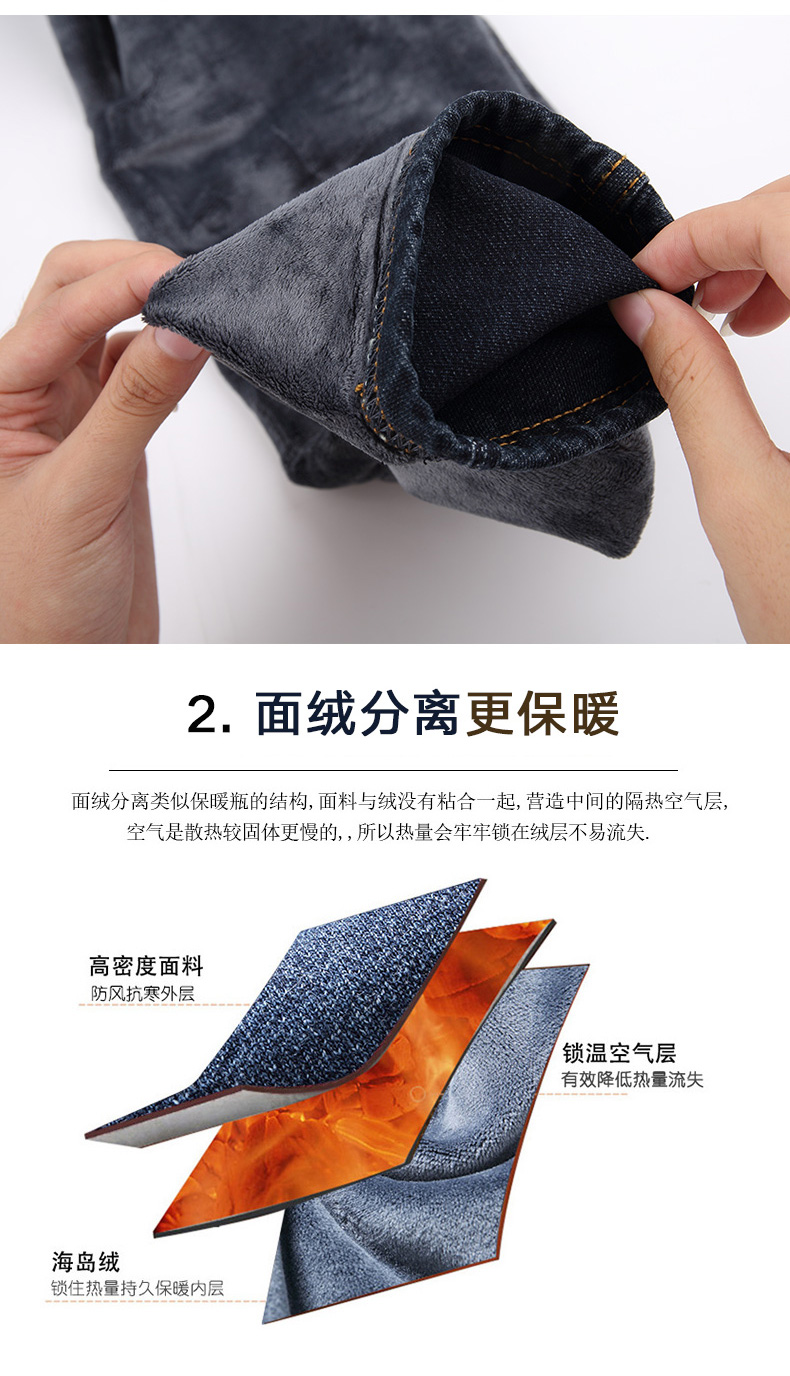 2. 面绒分离更保暖
面绒分离类似保暖瓶的结构,面料与绒没有粘合一起,营造中间的隔热空气层,
空气是散热较固体更慢的,,所以热量会牢牢锁在绒层不易流失.
高密度面料
防风抗寒外层
锁温空气层
有效降低热量流失
海岛绒
锁住热量持久保暖内层